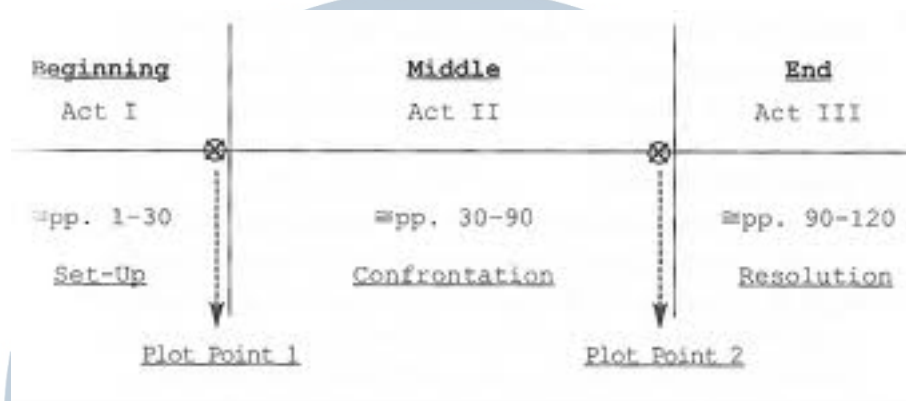 Beginning Middle End
Act I Act II Act III
≅pp. 1-30 ≅pp. 30-90 ≅pp. 90-120
Set-Up Confrontation Resolution
Plot Point 1 Plot Point 2